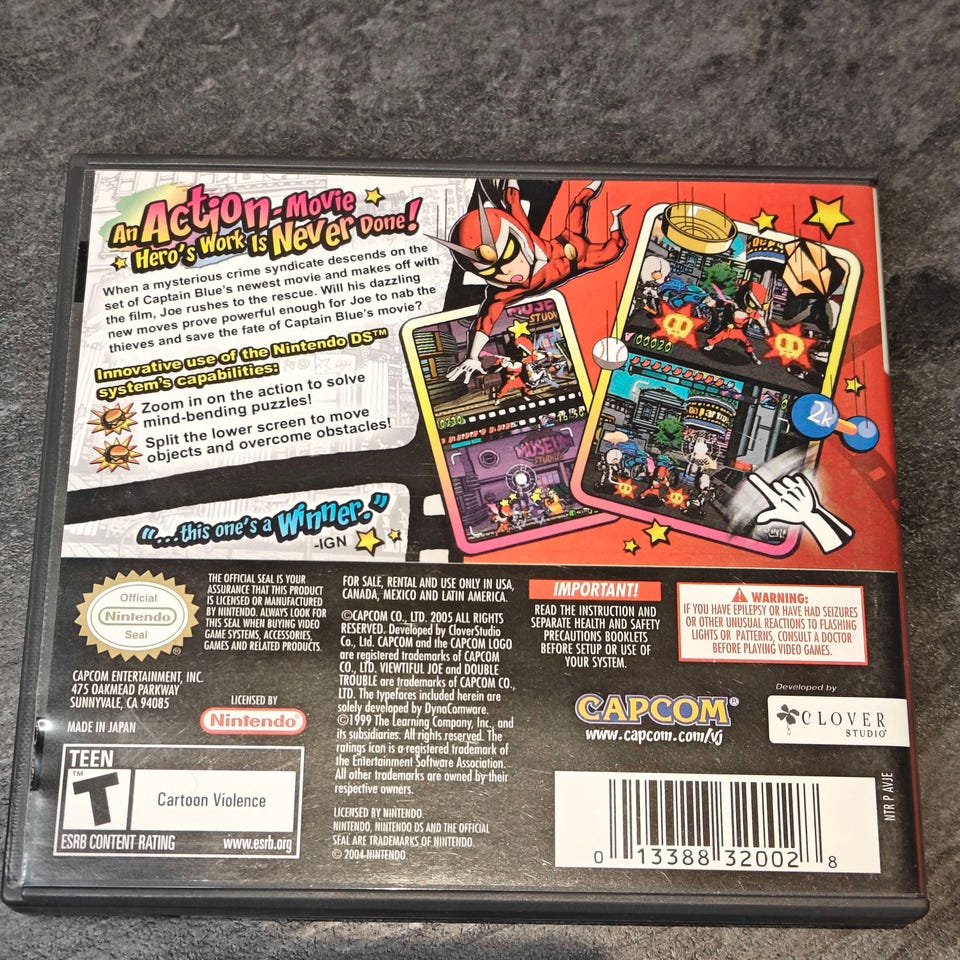 An Action-Movie
Hero's Work Is Never Done!
When a mysterious crime syndicate descends on the
set of Captain Blue's newest movie and makes off with
the film, Joe rushes to the rescue. Will his dazzling
new moves prove powerful enough for Joe to nab the
thieves and save the fate of Captain Blue's movie?
Innovative use of the Nintendo DS™
system's capabilities:
Zoom in on the action to solve
mind-bending puzzles!
Split the lower screen to move
objects and overcome obstacles!
"...this one's a Winner."
-IGN
00020
MUSEUM
STUDIO
2k
Official
Nintendo®
Seal
®
THE OFFICIAL SEAL IS YOUR
ASSURANCE THAT THIS PRODUCT
IS LICENSED OR MANUFACTURED
BY NINTENDO. ALWAYS LOOK FOR
THIS SEAL WHEN BUYING VIDEO
GAME SYSTEMS, ACCESSORIES,
GAMES AND RELATED PRODUCTS.
CAPCOM ENTERTAINMENT, INC.
475 OAKMEAD PARKWAY
SUNNYVALE, CA 94085
MADE IN JAPAN
LICENSED BY
Nintendo®
TEEN
T™
Cartoon Violence
ESRB CONTENT RATING www.esrb.org
FOR SALE, RENTAL AND USE ONLY IN USA,
CANADA, MEXICO AND LATIN AMERICA.
©CAPCOM CO., LTD. 2005 ALL RIGHTS
RESERVED. Developed by CloverStudio
Co., Ltd. CAPCOM and the CAPCOM LOGO
are registered trademarks of CAPCOM
CO., LTD. VIEWTIFUL JOE and DOUBLE
TROUBLE are trademarks of CAPCOM CO.,
LTD. The typefaces included herein are
solely developed by DynaComware.
©1999 The Learning Company, Inc., and
its subsidiaries. All rights reserved. The
ratings icon is a registered trademark of
the Entertainment Software Association.
All other trademarks are owned by their
respective owners.
LICENSED BY NINTENDO.
NINTENDO, NINTENDO DS AND THE OFFICIAL
SEAL ARE TRADEMARKS OF NINTENDO.
© 2004 NINTENDO
IMPORTANT!
READ THE INSTRUCTION AND
SEPARATE HEALTH AND SAFETY
PRECAUTIONS BOOKLETS
BEFORE SETUP OR USE OF
YOUR SYSTEM.
WARNING:
IF YOU HAVE EPILEPSY OR HAVE HAD SEIZURES
OR OTHER UNUSUAL REACTIONS TO FLASHING
LIGHTS OR PATTERNS, CONSULT A DOCTOR
BEFORE PLAYING VIDEO GAMES.
CAPCOM®
www.capcom.com/vj
Developed by
CLOVER
STUDIO™
NTR P AVJE
0 13388 32002 8